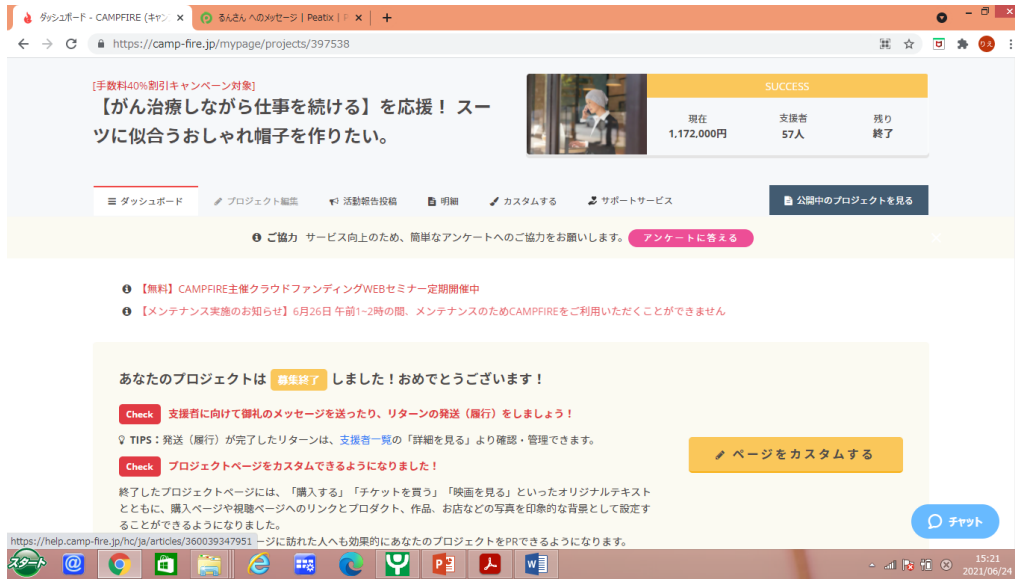 ダッシュボード - CAMPFIRE (キャン
るんさん へのメッセージ | Peatix | P
https://camp-fire.jp/mypage/projects/397538
りえ
[手数料40%割引キャンペーン対象]
【がん治療しながら仕事を続ける】を応援！ スー
ツに似合うおしゃれ帽子を作りたい。
SUCCESS
現在 支援者 残り
1,172,000円 57人 終了
ダッシュボード プロジェクト編集 活動報告投稿 明細 カスタムする サポートサービス 公開中のプロジェクトを見る
ご協力 サービス向上のため、簡単なアンケートへのご協力をお願いします。 アンケートに答える
【無料】CAMPFIRE主催クラウドファンディングWEBセミナー定期開催中
【メンテナンス実施のお知らせ】6月26日 午前1~2時の間、メンテナンスのためCAMPFIREをご利用いただくことができません
あなたのプロジェクトは 募集終了 しました！おめでとうございます！
Check 支援者に向けて御礼のメッセージを送ったり、リターンの発送（履行）をしましょう！
TIPS：発送（履行）が完了したリターンは、支援者一覧の「詳細を見る」より確認・管理できます。
Check プロジェクトページをカスタムできるようになりました！
ページをカスタムする
終了したプロジェクトページには、「購入する」「チケットを買う」「映画を見る」といったオリジナルテキスト
とともに、購入ページや視聴ページへのリンクとプロダクト、作品、お店などの写真を印象的な背景として設定す
ることができるようになりました。
チャット
https://help.camp-fire.jp/hc/ja/articles/360039347951 ージに訪れた人へも効果的にあなたのプロジェクトをPRできるようになります。
スタート
15:21
2021/06/24